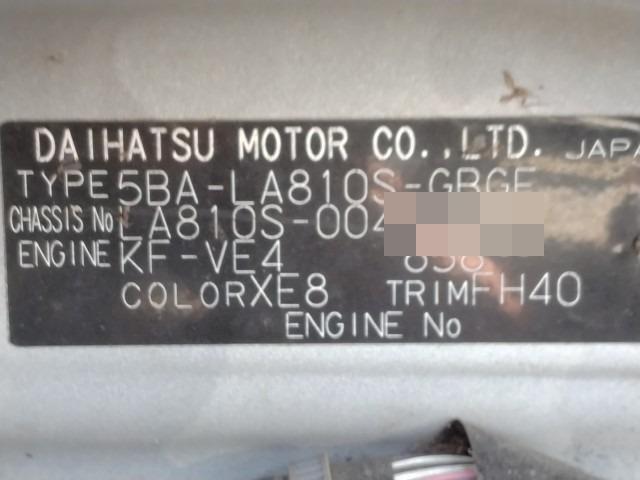 DAIHATSU MOTOR CO.,LTD. JAPA
TYPE 5BA-LA810S-GBGF
CHASSIS No LA810S-004
ENGINE KF-VE4
COLOR XE8 TRIM FH40
ENGINE No